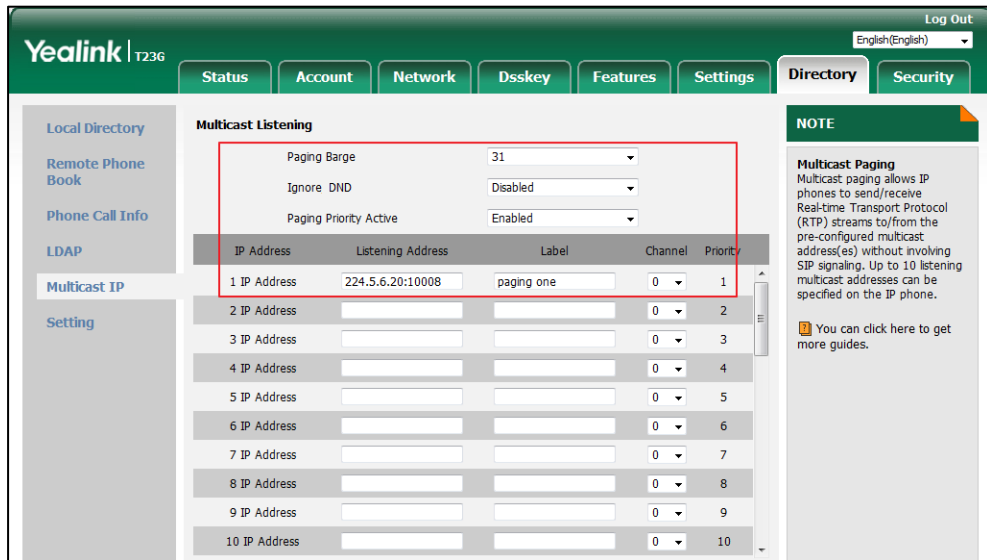 Log Out
Yealink T23G
English(English)
Status Account Network Dsskey Features Settings Directory Security
Local Directory
Remote Phone
Book
Phone Call Info
LDAP
Multicast IP
Setting
Multicast Listening
Paging Barge 31
Ignore DND Disabled
Paging Priority Active Enabled
IP Address Listening Address Label Channel Priority
1 IP Address 224.5.6.20:10008 paging one 0 1
2 IP Address 0 2
3 IP Address 0 3
4 IP Address 0 4
5 IP Address 0 5
6 IP Address 0 6
7 IP Address 0 7
8 IP Address 0 8
9 IP Address 0 9
10 IP Address 0 10
NOTE
Multicast Paging
Multicast paging allows IP
phones to send/receive
Real-time Transport Protocol
(RTP) streams to/from the
pre-configured multicast
address(es) without involving
SIP signaling. Up to 10 listening
multicast addresses can be
specified on the IP phone.
? You can click here to get
more guides.